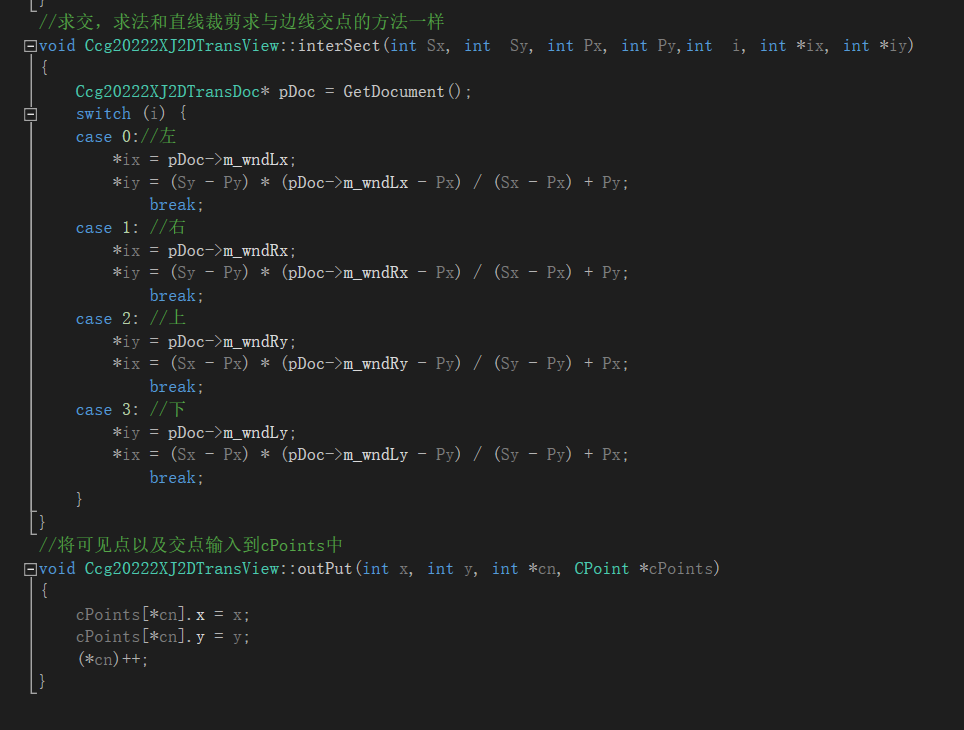 }
//求交，求法和直线裁剪求与边线交点的方法一样
void Ccg20222XJ2DTransView::interSect(int Sx, int  Sy, int Px, int Py,int  i, int *ix, int *iy)
{
    Ccg20222XJ2DTransDoc* pDoc = GetDocument();
    switch (i) {
    case 0://左
        *ix = pDoc->m_wndLx;
        *iy = (Sy - Py) * (pDoc->m_wndLx - Px) / (Sx - Px) + Py;
            break;
    case 1: //右
        *ix = pDoc->m_wndRx;
        *iy = (Sy - Py) * (pDoc->m_wndRx - Px) / (Sx - Px) + Py;
            break;
    case 2: //上
        *iy = pDoc->m_wndRy;
        *ix = (Sx - Px) * (pDoc->m_wndRy - Py) / (Sy - Py) + Px;
            break;
    case 3: //下
        *iy = pDoc->m_wndLy;
        *ix = (Sx - Px) * (pDoc->m_wndLy - Py) / (Sy - Py) + Px;
            break;
    }
}
//将可见点以及交点输入到cPoints中
void Ccg20222XJ2DTransView::outPut(int x, int y, int *cn, CPoint *cPoints)
{
    cPoints[*cn].x = x;
    cPoints[*cn].y = y;
    (*cn)++;
}